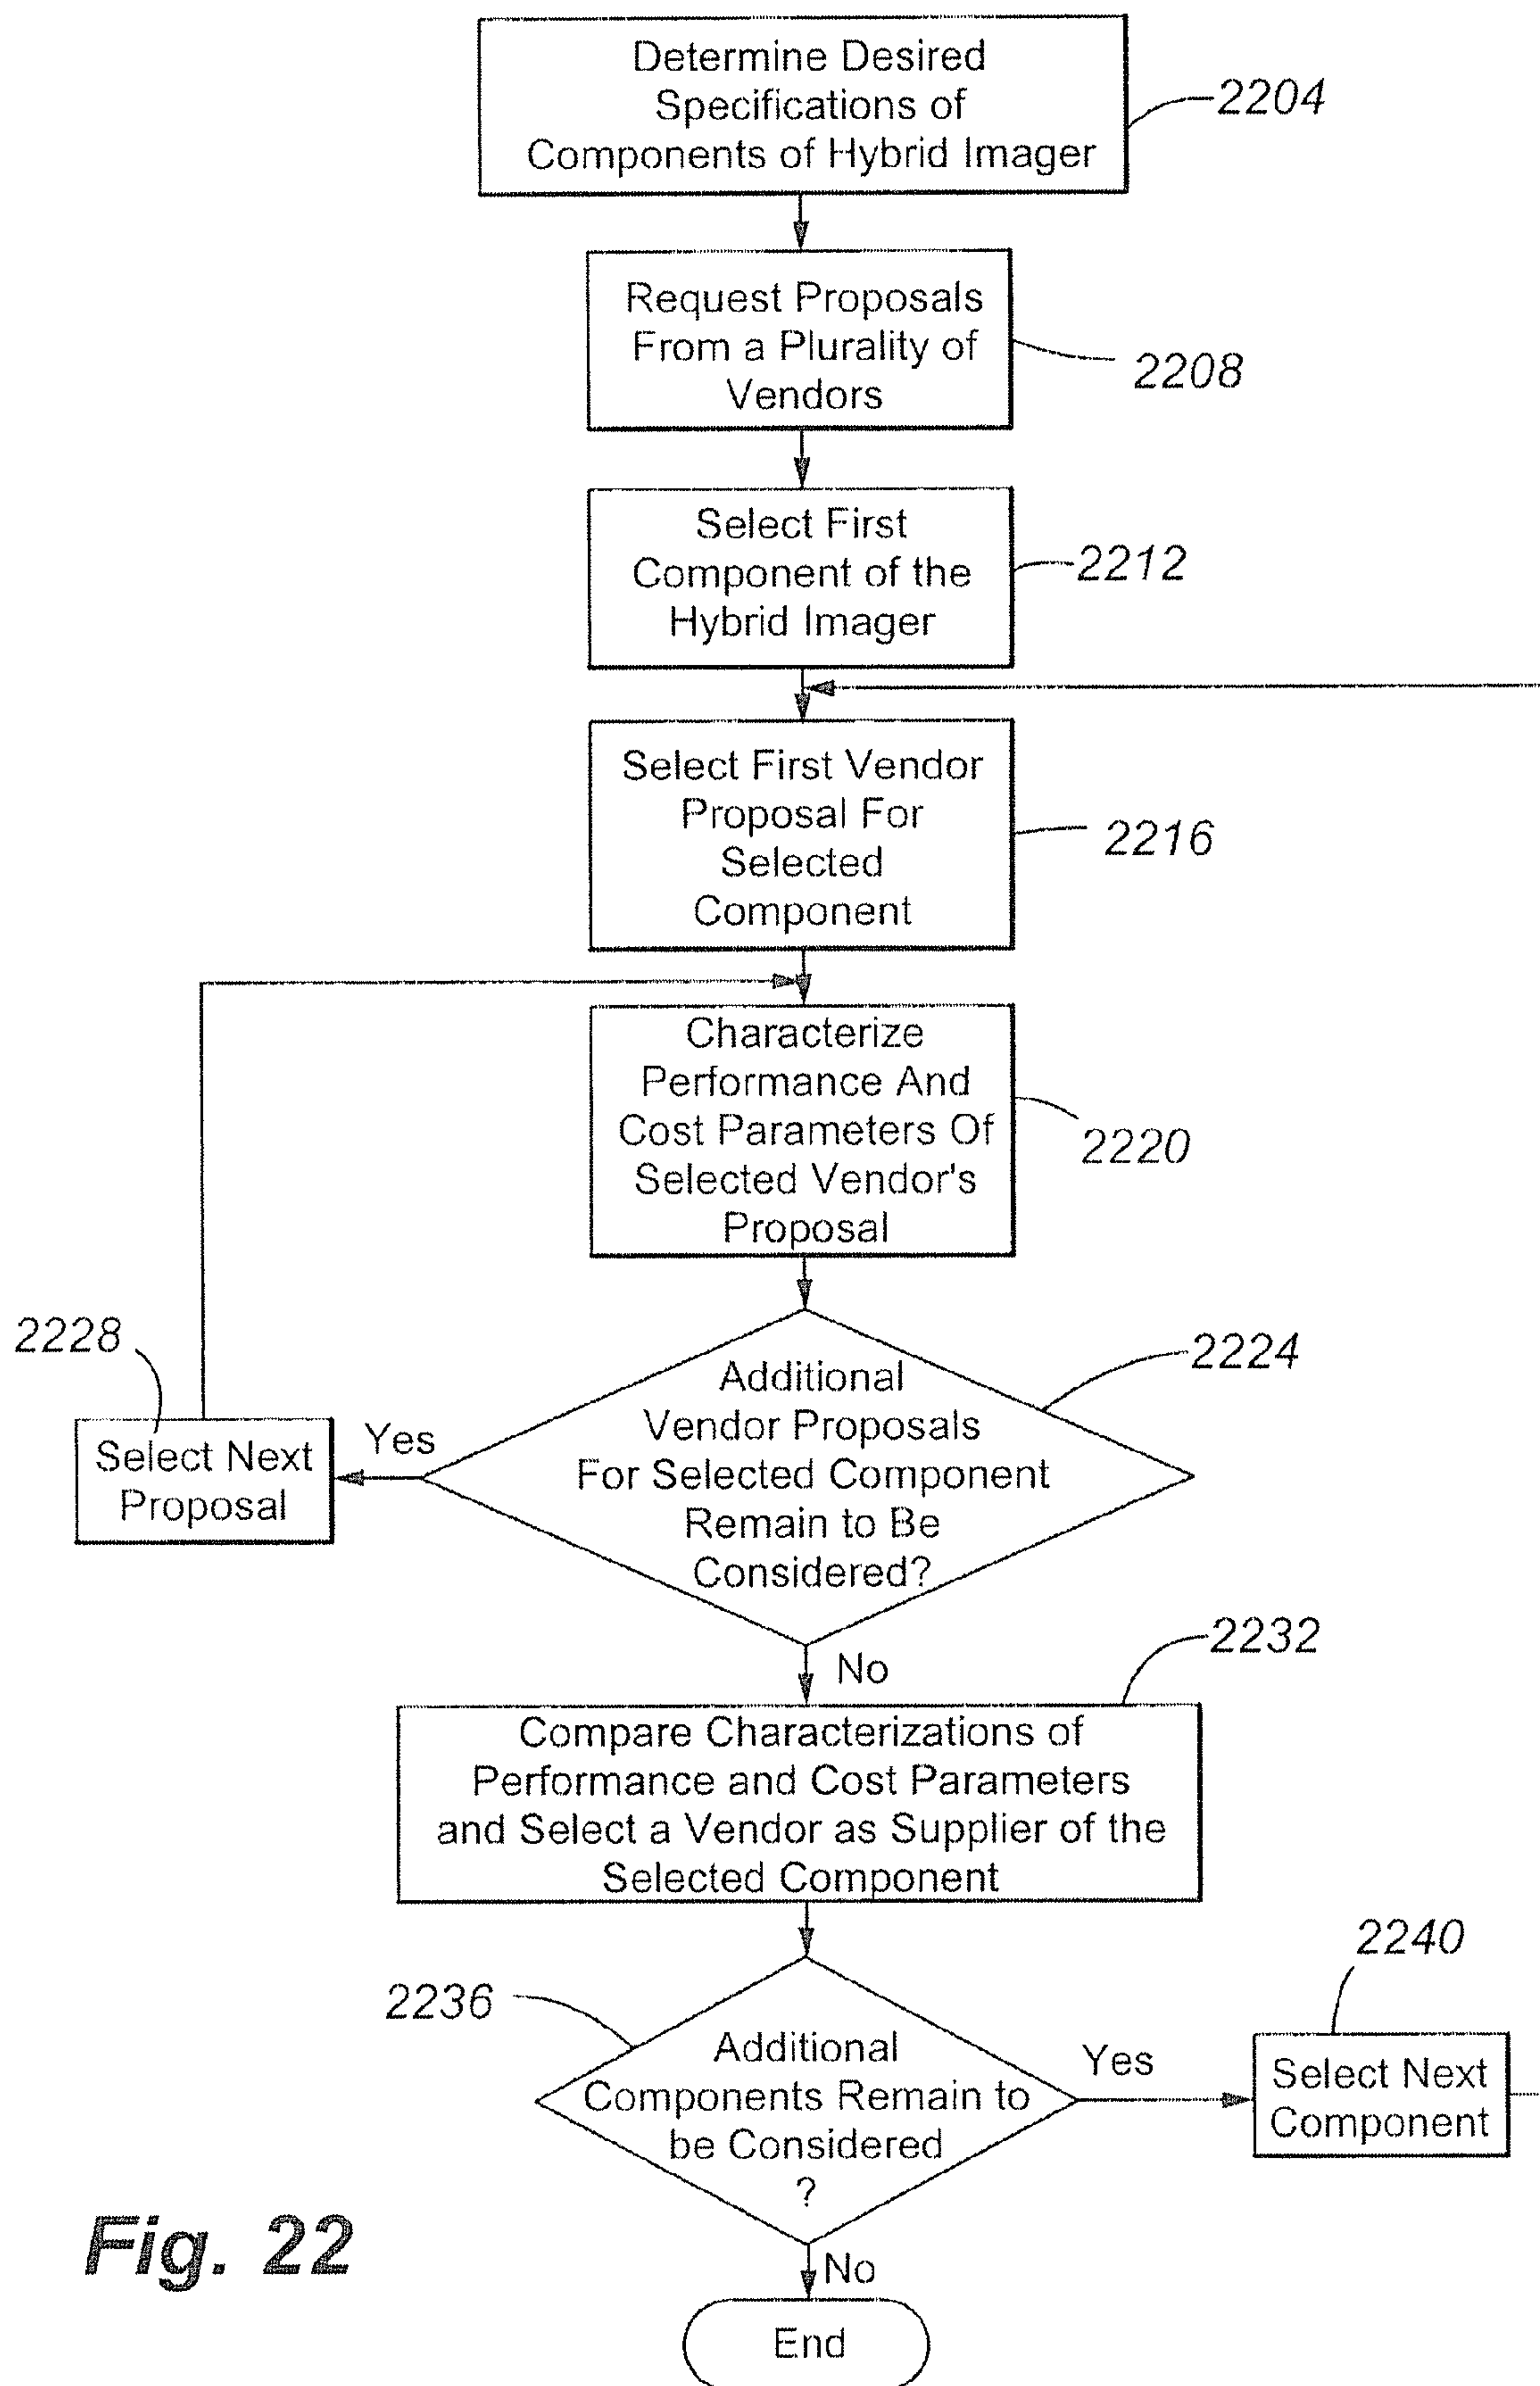 Determine Desired
Specifications of
Components of Hybrid Imager
2204
Request Proposals
From a Plurality of
Vendors
2208
Select First
Component of the
Hybrid Imager
2212
Select First Vendor
Proposal For
Selected
Component
2216
Characterize
Performance And
Cost Parameters Of
Selected Vendor's
Proposal
2220
2228
Select Next
Proposal
Yes
Additional
Vendor Proposals
For Selected Component
Remain to Be
Considered?
2224
No
2232
Compare Characterizations of
Performance and Cost Parameters
and Select a Vendor as Supplier of the
Selected Component
2236
Additional
Components Remain to
be Considered
?
Yes
2240
Select Next
Component
No
End
Fig. 22